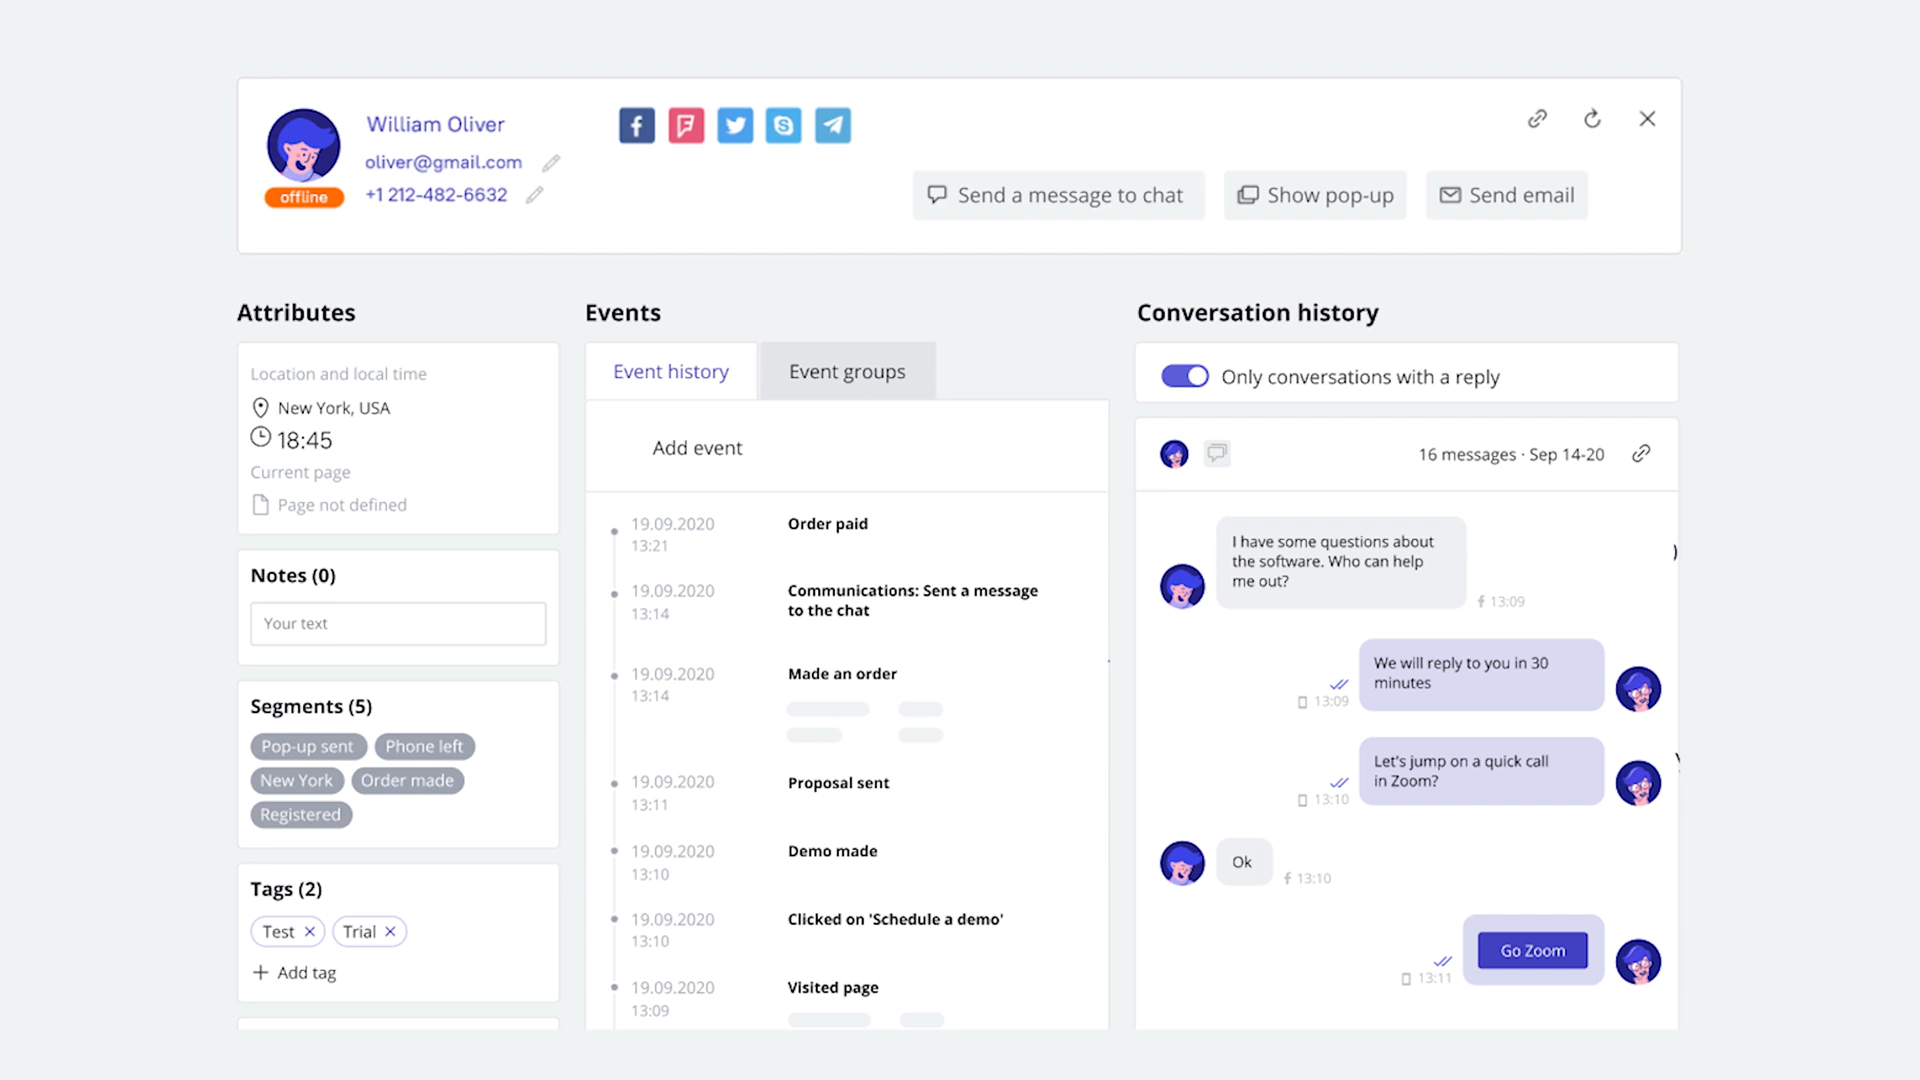 William Oliver
oliver@gmail.com
offline
+1 212-482-6632
Send a message to chat
Show pop-up
Send email
Attributes
Location and local time
New York, USA
18:45
Current page
Page not defined
Notes (0)
Your text
Segments (5)
Pop-up sent
Phone left
New York
Order made
Registered
Tags (2)
Test
Trial
Add tag
Events
Event history
Event groups
Add event
19.09.2020
13:21
Order paid
19.09.2020
13:14
Communications: Sent a message
to the chat
19.09.2020
13:14
Made an order
19.09.2020
13:11
Proposal sent
19.09.2020
13:10
Demo made
19.09.2020
13:10
Clicked on 'Schedule a demo'
19.09.2020
13:09
Visited page
Conversation history
Only conversations with a reply
16 messages · Sep 14-20
I have some questions about
the software. Who can help
me out?
13:09
We will reply to you in 30
minutes
13:09
Let's jump on a quick call
in Zoom?
13:10
Ok
13:10
Go Zoom
13:11